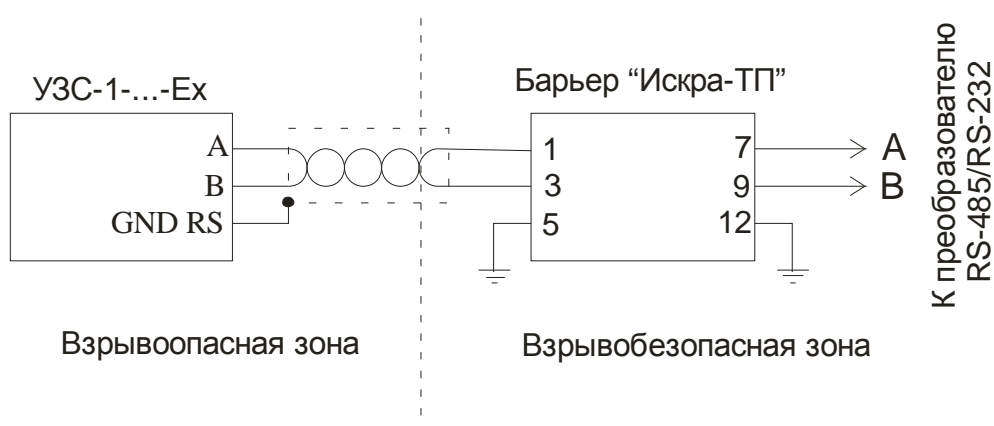 УЗС-1-...-Ex
A
B
GND RS
Барьер “Искра-ТП”
1
3
5
7
9
12
A
B
К преобразователю
RS-485/RS-232
Взрывоопасная зона
Взрывобезопасная зона